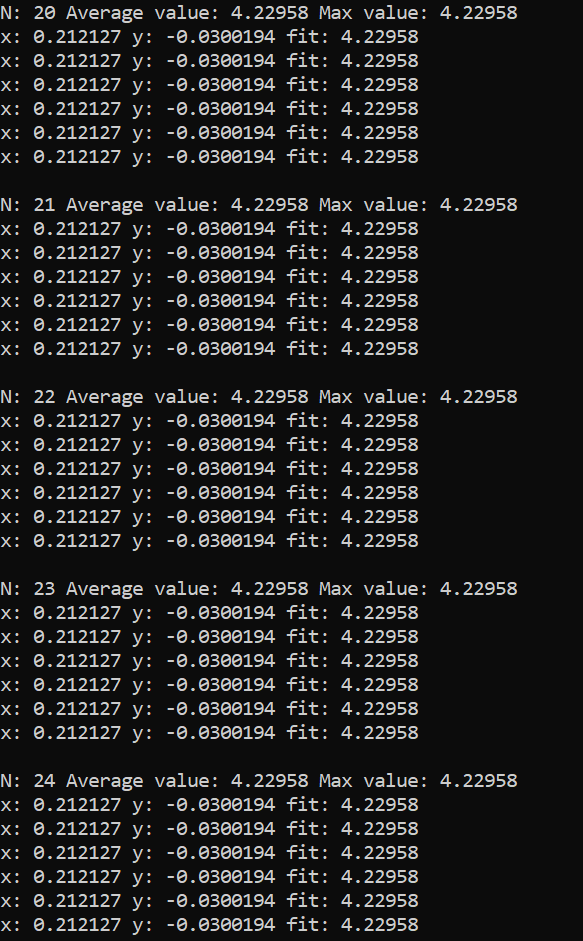 N: 20 Average value: 4.22958 Max value: 4.22958
x: 0.212127 y: -0.0300194 fit: 4.22958
x: 0.212127 y: -0.0300194 fit: 4.22958
x: 0.212127 y: -0.0300194 fit: 4.22958
x: 0.212127 y: -0.0300194 fit: 4.22958
x: 0.212127 y: -0.0300194 fit: 4.22958
x: 0.212127 y: -0.0300194 fit: 4.22958

N: 21 Average value: 4.22958 Max value: 4.22958
x: 0.212127 y: -0.0300194 fit: 4.22958
x: 0.212127 y: -0.0300194 fit: 4.22958
x: 0.212127 y: -0.0300194 fit: 4.22958
x: 0.212127 y: -0.0300194 fit: 4.22958
x: 0.212127 y: -0.0300194 fit: 4.22958
x: 0.212127 y: -0.0300194 fit: 4.22958

N: 22 Average value: 4.22958 Max value: 4.22958
x: 0.212127 y: -0.0300194 fit: 4.22958
x: 0.212127 y: -0.0300194 fit: 4.22958
x: 0.212127 y: -0.0300194 fit: 4.22958
x: 0.212127 y: -0.0300194 fit: 4.22958
x: 0.212127 y: -0.0300194 fit: 4.22958
x: 0.212127 y: -0.0300194 fit: 4.22958

N: 23 Average value: 4.22958 Max value: 4.22958
x: 0.212127 y: -0.0300194 fit: 4.22958
x: 0.212127 y: -0.0300194 fit: 4.22958
x: 0.212127 y: -0.0300194 fit: 4.22958
x: 0.212127 y: -0.0300194 fit: 4.22958
x: 0.212127 y: -0.0300194 fit: 4.22958
x: 0.212127 y: -0.0300194 fit: 4.22958

N: 24 Average value: 4.22958 Max value: 4.22958
x: 0.212127 y: -0.0300194 fit: 4.22958
x: 0.212127 y: -0.0300194 fit: 4.22958
x: 0.212127 y: -0.0300194 fit: 4.22958
x: 0.212127 y: -0.0300194 fit: 4.22958
x: 0.212127 y: -0.0300194 fit: 4.22958
x: 0.212127 y: -0.0300194 fit: 4.22958